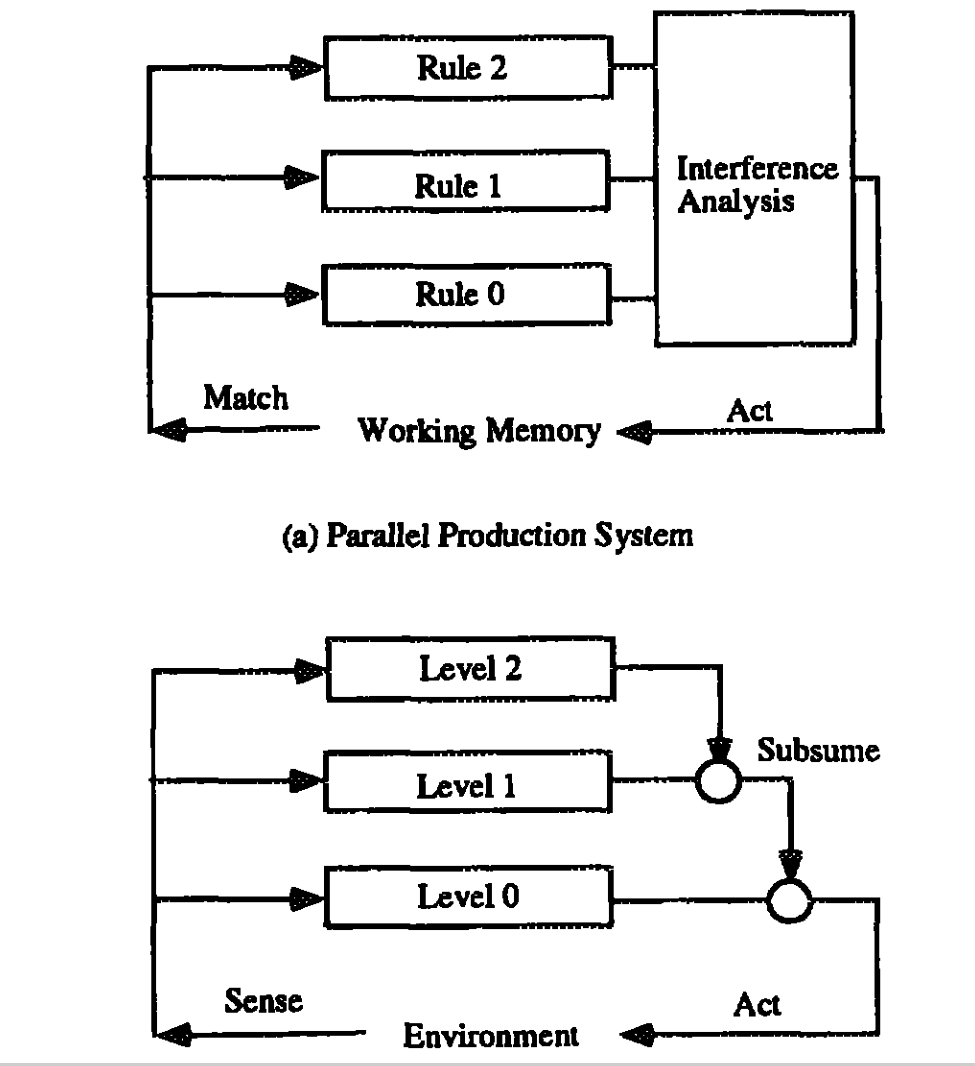 Rule 2
Rule 1
Rule 0
Interference
Analysis
Match
Working Memory
Act
(a) Parallel Production System
Level 2
Subsume
Level 1
Level 0
Sense
Environment
Act